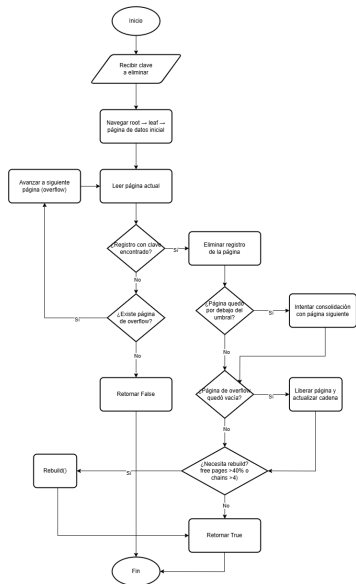 Inicio
Recibir clave
a eliminar
Navegar root → leaf →
página de datos inicial
Avanzar a siguiente
página (overflow)
Leer página actual
¿Registro con clave
encontrado?
Sí
Eliminar registro
de la página
No
¿Existe página
de overflow?
Sí
¿Página quedo
por debajo del
umbral?
Sí
Intentar consolidación
con página siguiente
No
No
Retornar False
¿Página de overflow
quedó vacía?
Sí
Liberar página y
actualizar cadena
No
Rebuild()
Sí
¿Necesita rebuild?
free pages >40% o
chains >4)
No
Retornar True
Fin